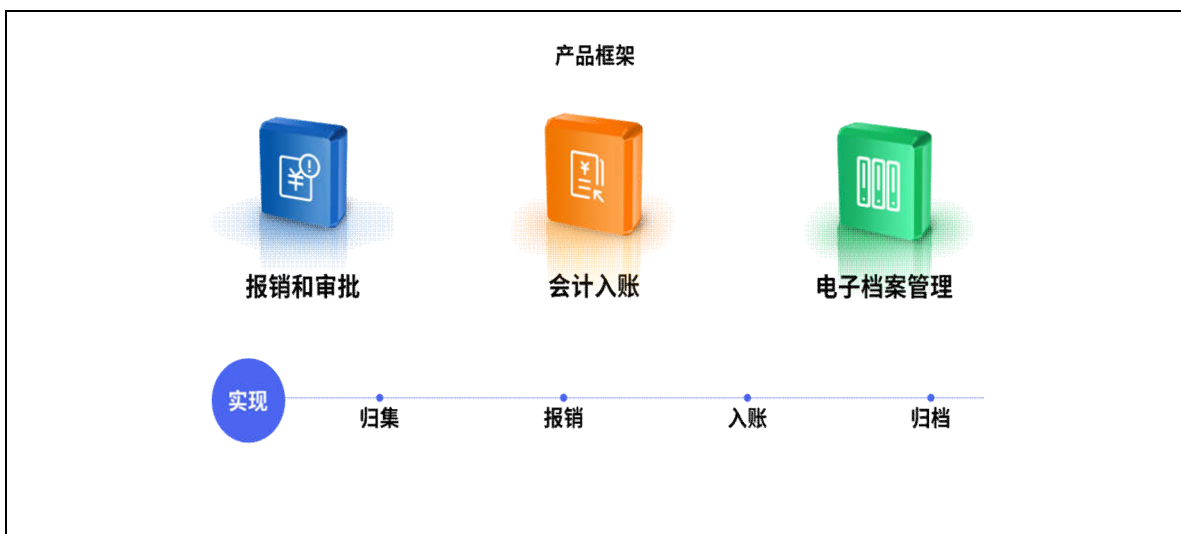 产品框架
报销和审批
会计入账
电子档案管理
实现
归集
报销
入账
归档